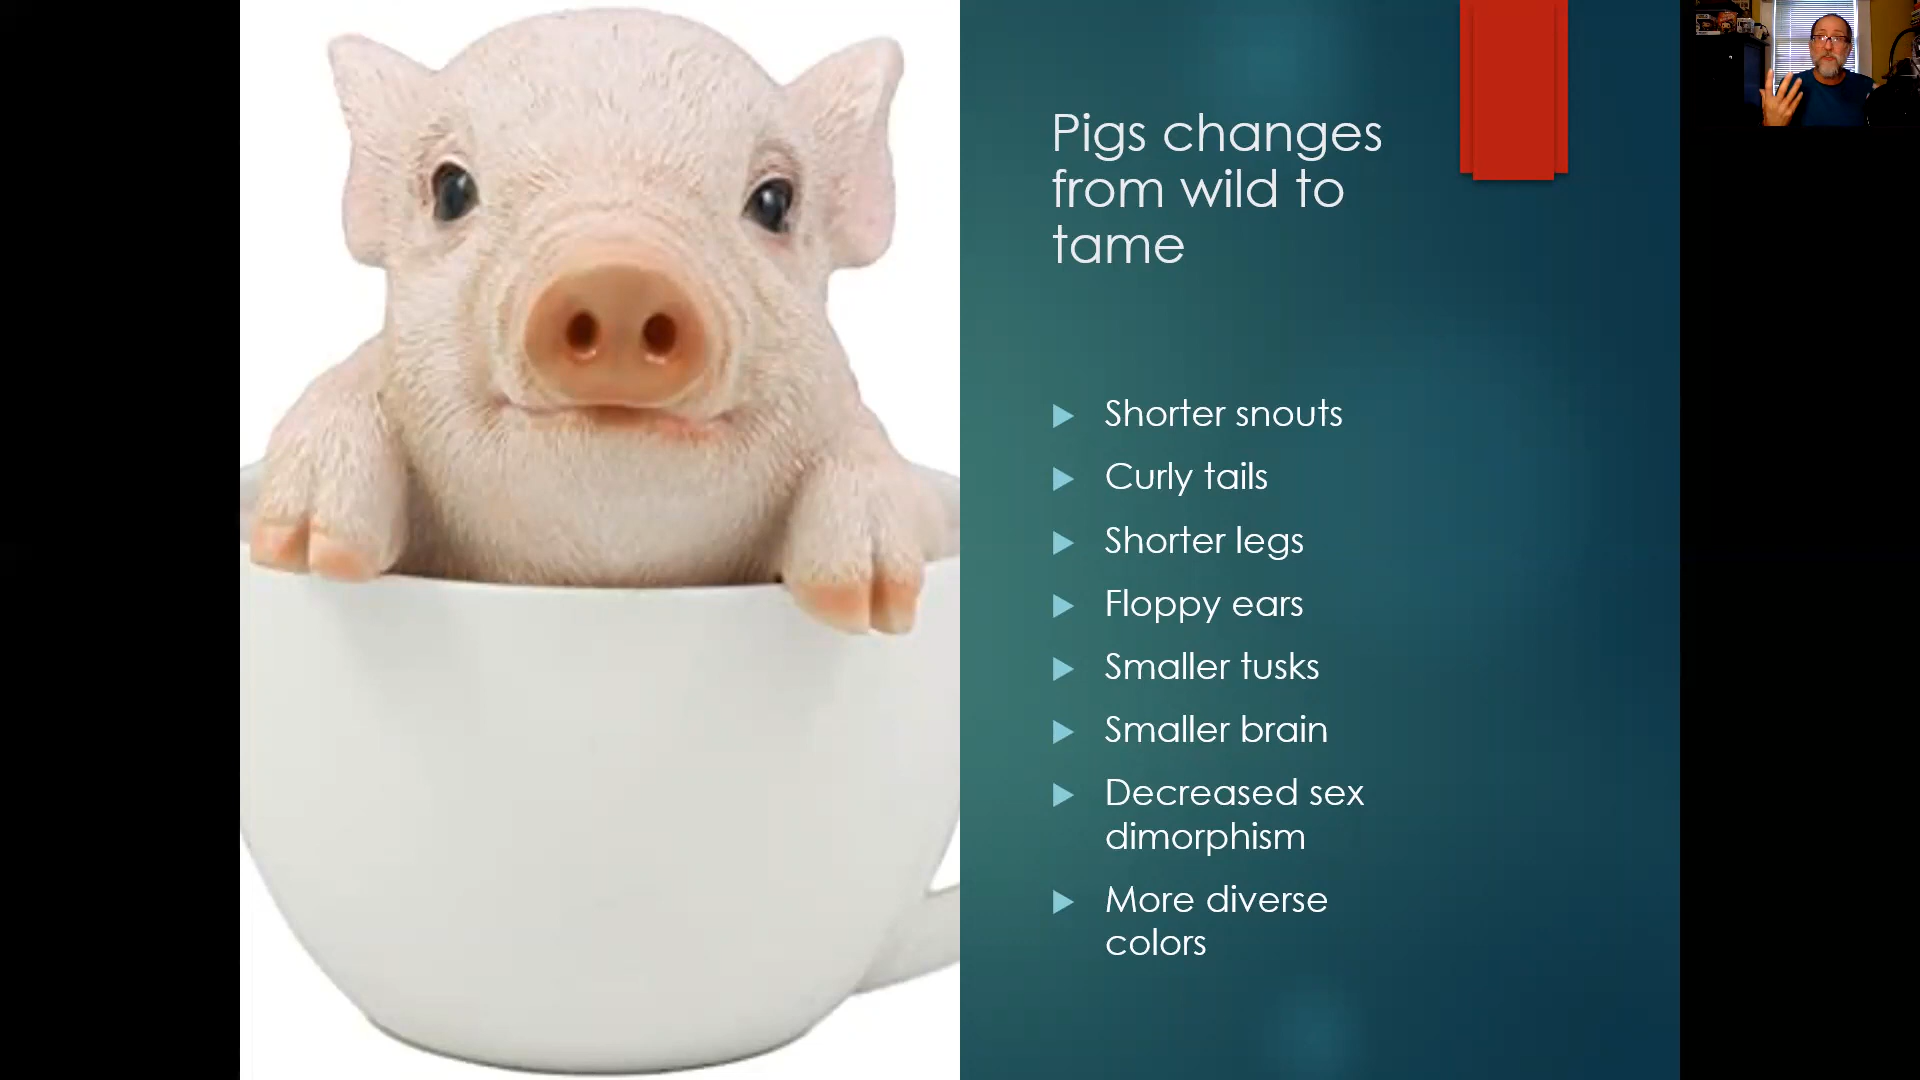 Pigs changes
from wild to
tame
Shorter snouts
Curly tails
Shorter legs
Floppy ears
Smaller tusks
Smaller brain
Decreased sex
dimorphism
More diverse
colors